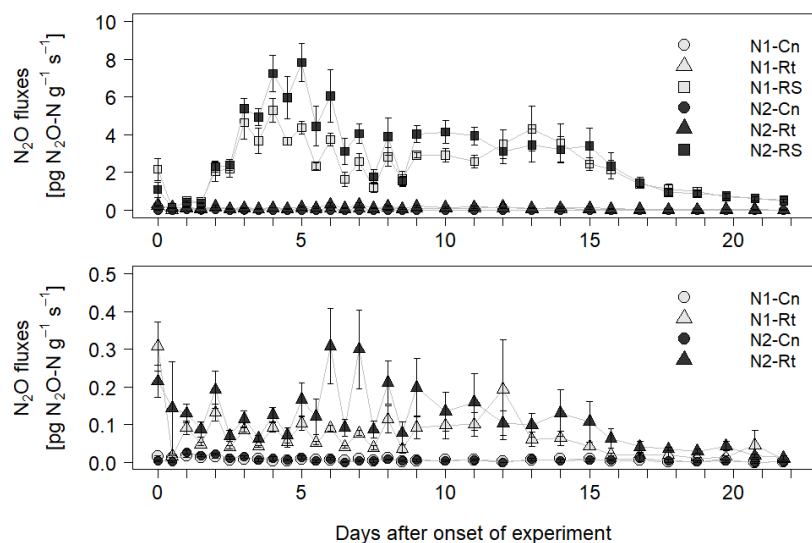 N₂O fluxes
[pg N₂O-N g⁻¹ s⁻¹]
10
8
6
4
2
0
N1-Cn
N1-Rt
N1-RS
N2-Cn
N2-Rt
N2-RS
0 5 10 15 20
N₂O fluxes
[pg N₂O-N g⁻¹ s⁻¹]
0.5
0.4
0.3
0.2
0.1
0.0
N1-Cn
N1-Rt
N2-Cn
N2-Rt
0 5 10 15 20
Days after onset of experiment